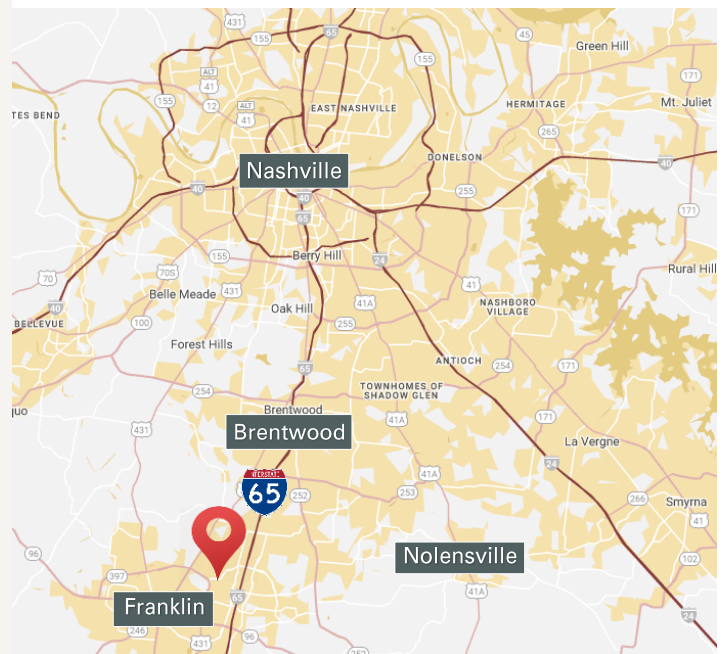 431
65
155
155
45
Green Hill
ALT
41
171
155
12
ALT
41
EAST NASHVILLE
HERMITAGE
Mt. Juliet
TES BEND
265
Nashville
DONELSON
40
40
40
255
65
171
155
Berry Hill
24
70
70S
Belle Meade
431
41
Rural Hill
40
Oak Hill
41A
NASHBORO
VILLAGE
BELLEVUE
100
255
Forest Hills
65
ANTIOCH
254
171
254
TOWNHOMES OF
SHADOW GLEN
quo
Brentwood
41A
171
431
Brentwood
La Vergne
24
INTERSTATE
65
252
253
41A
266
Smyrna
41
96
Nolensville
102
397
Franklin
65
41A
24
246
431
96
252